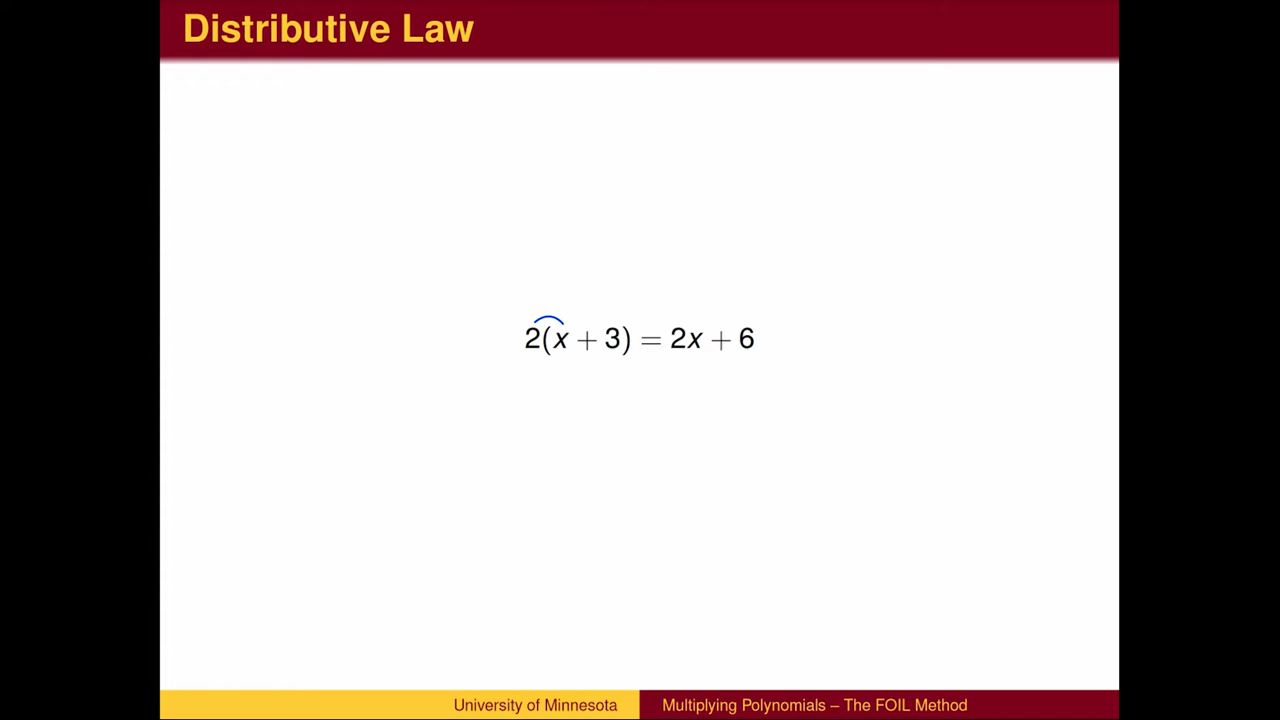 Distributive Law
2(x + 3) = 2x + 6
University of Minnesota
Multiplying Polynomials – The FOIL Method